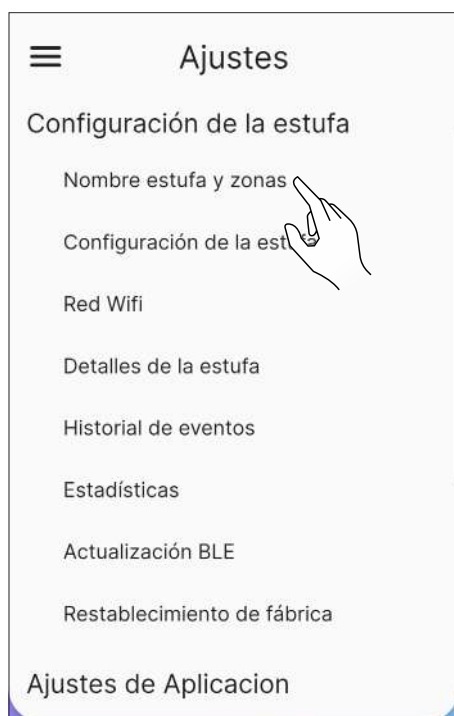 Ajustes
Configuración de la estufa
Nombre estufa y zonas
Configuración de la estufa
Red Wifi
Detalles de la estufa
Historial de eventos
Estadísticas
Actualización BLE
Restablecimiento de fábrica
Ajustes de Aplicacion